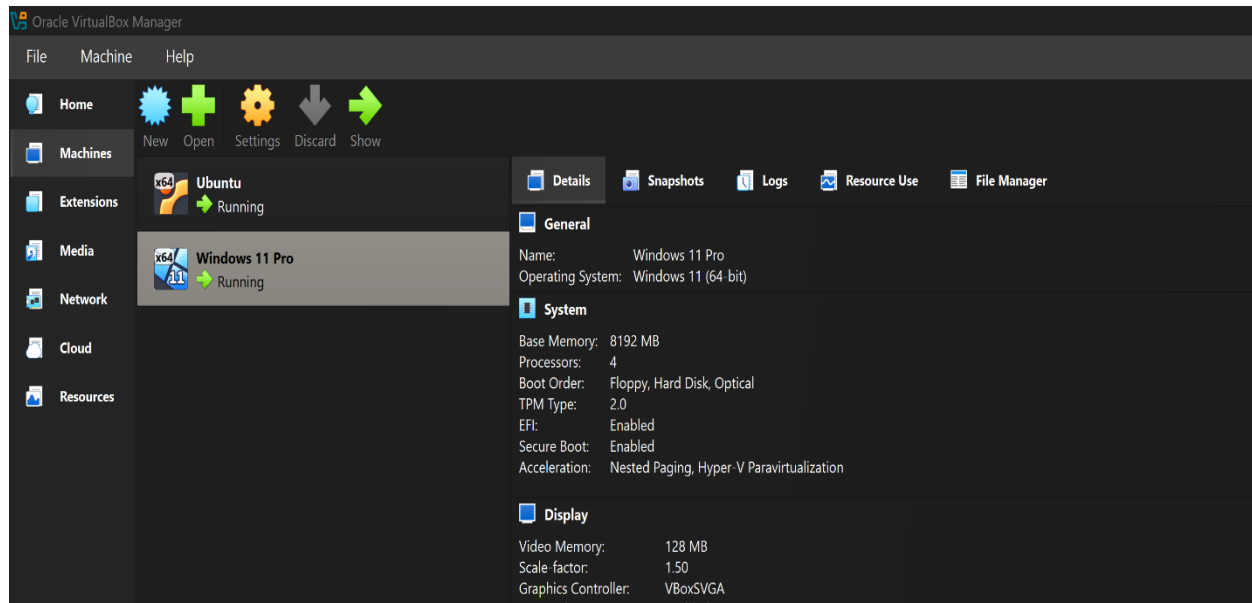 Oracle VirtualBox Manager
File Machine Help
Home
Machines
Extensions
Media
Network
Cloud
Resources
New Open Settings Discard Show
x64 Ubuntu
Running
x64 Windows 11 Pro
11 Running
Details Snapshots Logs Resource Use File Manager
General
Name: Windows 11 Pro
Operating System: Windows 11 (64-bit)
System
Base Memory: 8192 MB
Processors: 4
Boot Order: Floppy, Hard Disk, Optical
TPM Type: 2.0
EFI: Enabled
Secure Boot: Enabled
Acceleration: Nested Paging, Hyper-V Paravirtualization
Display
Video Memory: 128 MB
Scale-factor: 1.50
Graphics Controller: VBoxSVGA